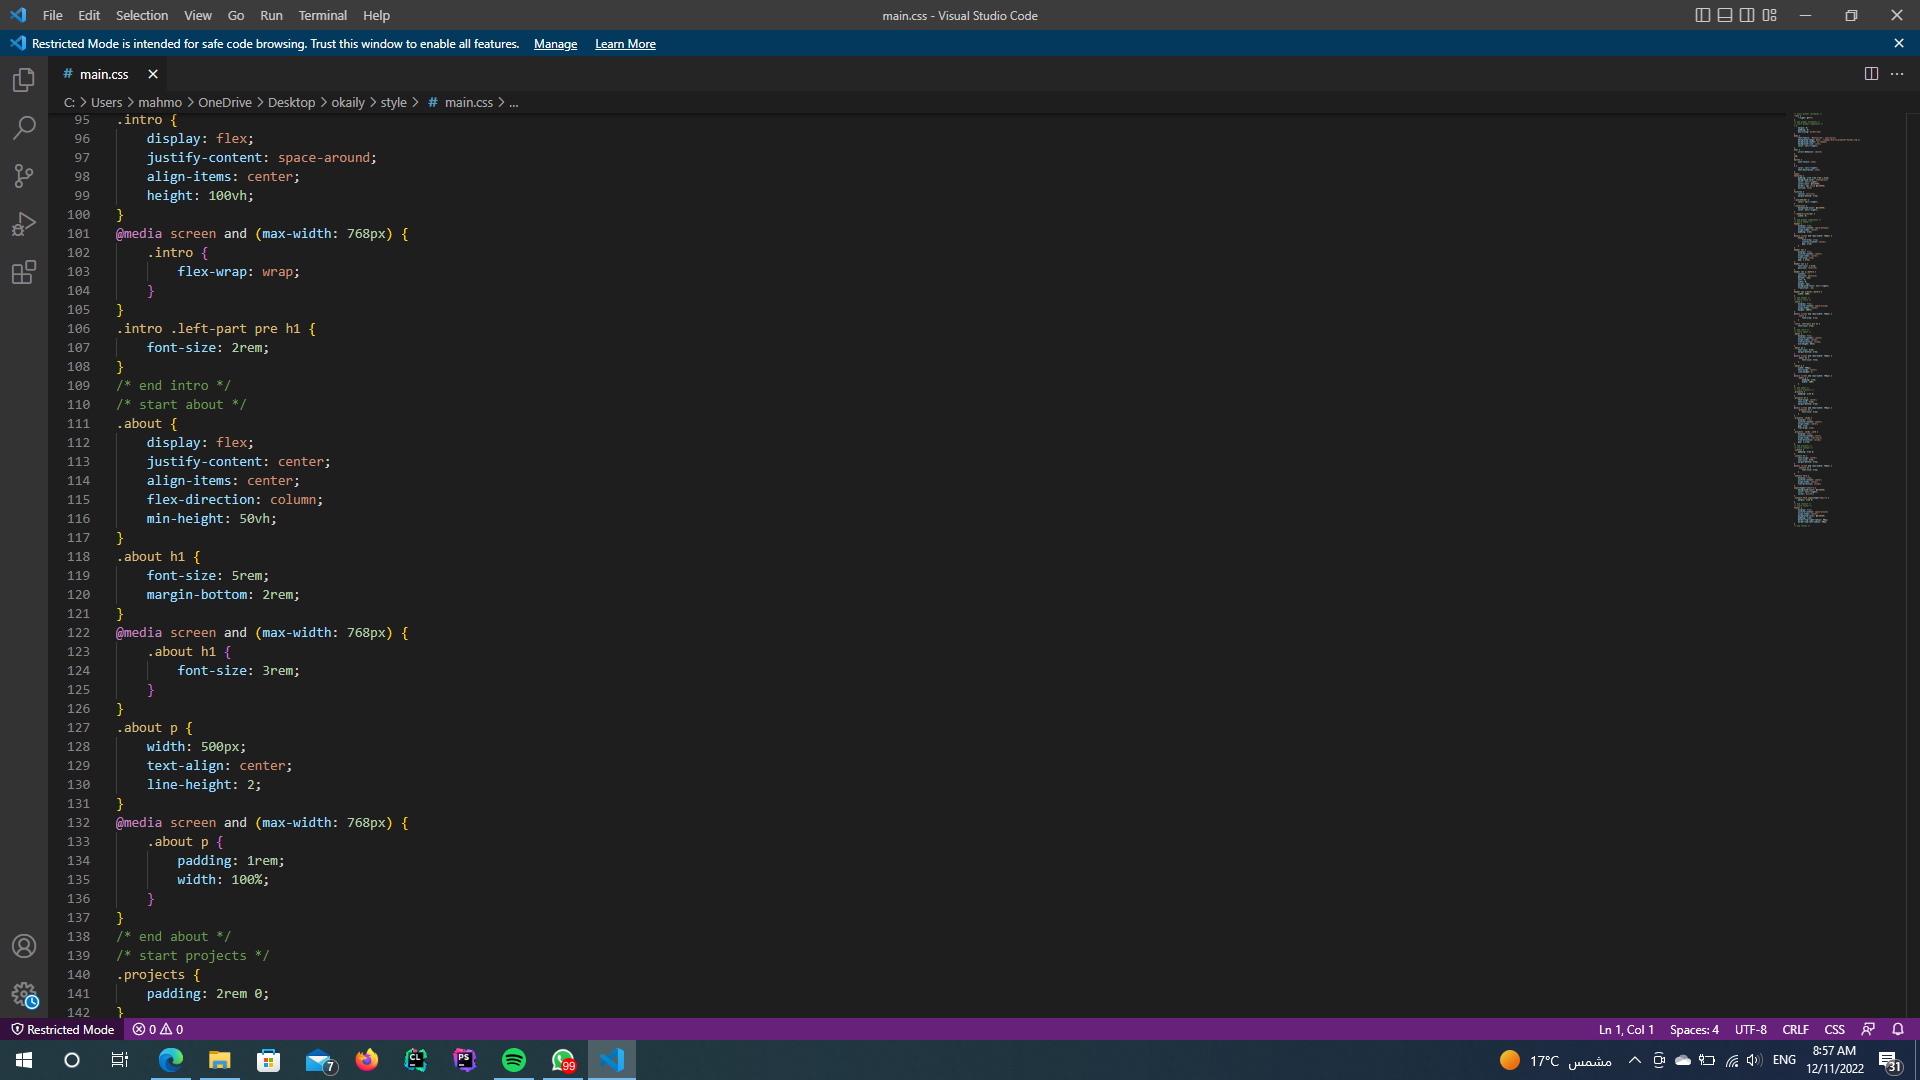 File Edit Selection View Go Run Terminal Help
main.css - Visual Studio Code
Restricted Mode is intended for safe code browsing. Trust this window to enable all features. Manage Learn More
# main.css
C: > Users > mahmo > OneDrive > Desktop > okaily > style > # main.css > ...
95 .intro {
96     display: flex;
97     justify-content: space-around;
98     align-items: center;
99     height: 100vh;
100 }
101 @media screen and (max-width: 768px) {
102     .intro {
103         flex-wrap: wrap;
104     }
105 }
106 .intro .left-part pre h1 {
107     font-size: 2rem;
108 }
109 /* end intro */
110 /* start about */
111 .about {
112     display: flex;
113     justify-content: center;
114     align-items: center;
115     flex-direction: column;
116     min-height: 50vh;
117 }
118 .about h1 {
119     font-size: 5rem;
120     margin-bottom: 2rem;
121 }
122 @media screen and (max-width: 768px) {
123     .about h1 {
124         font-size: 3rem;
125     }
126 }
127 .about p {
128     width: 500px;
129     text-align: center;
130     line-height: 2;
131 }
132 @media screen and (max-width: 768px) {
133     .about p {
134         padding: 1rem;
135         width: 100%;
136     }
137 }
138 /* end about */
139 /* start projects */
140 .projects {
141     padding: 2rem 0;
142 }
Restricted Mode 0 0
Ln 1, Col 1 Spaces: 4 UTF-8 CRLF CSS
7 CL PS 99
17°C مشمس
ENG
8:57 AM
12/11/2022
31